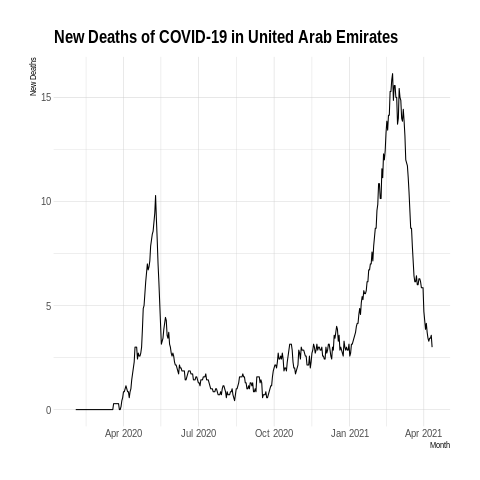 New Deaths of COVID-19 in United Arab Emirates
New Deaths
15
10
5
0
Apr 2020 Jul 2020 Oct 2020 Jan 2021 Apr 2021
Month